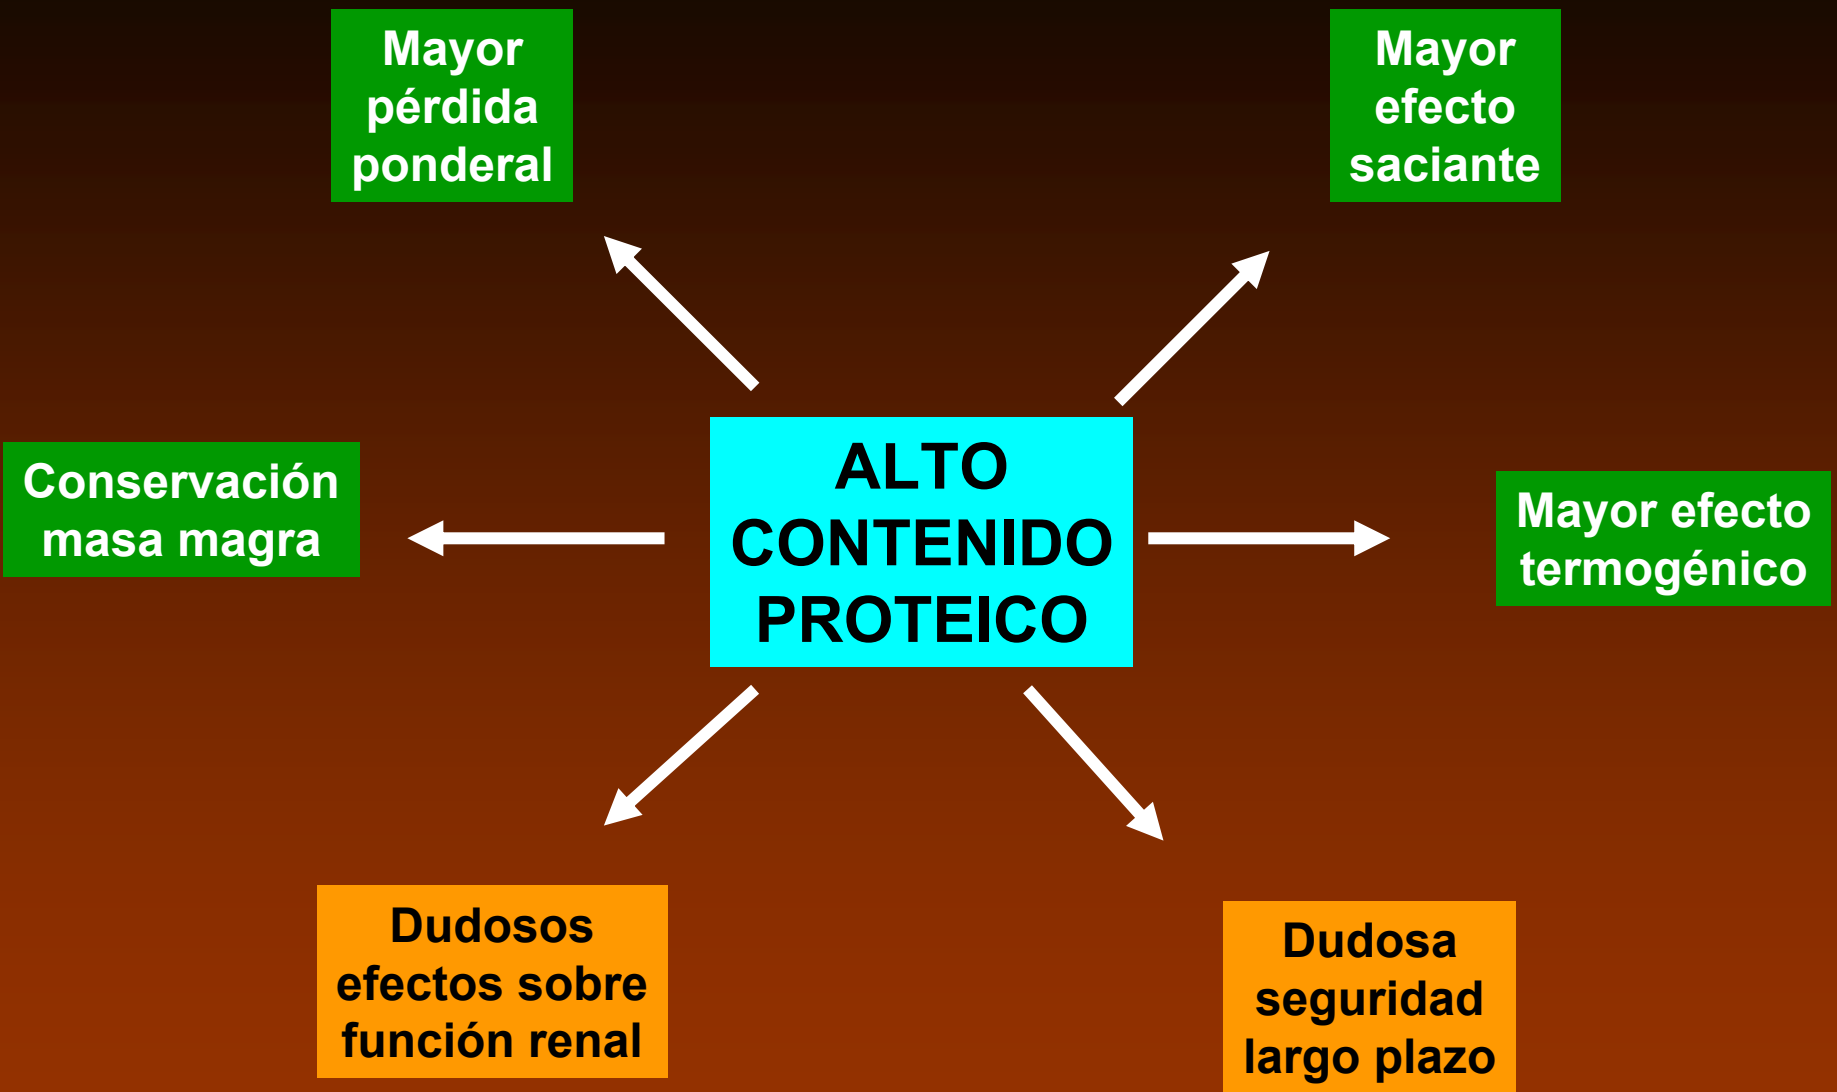 Mayor
pérdida
ponderal
Mayor
efecto
saciante
Conservación
masa magra
ALTO
CONTENIDO
PROTEICO
Mayor efecto
termogénico
Dudosos
efectos sobre
función renal
Dudosa
seguridad
largo plazo